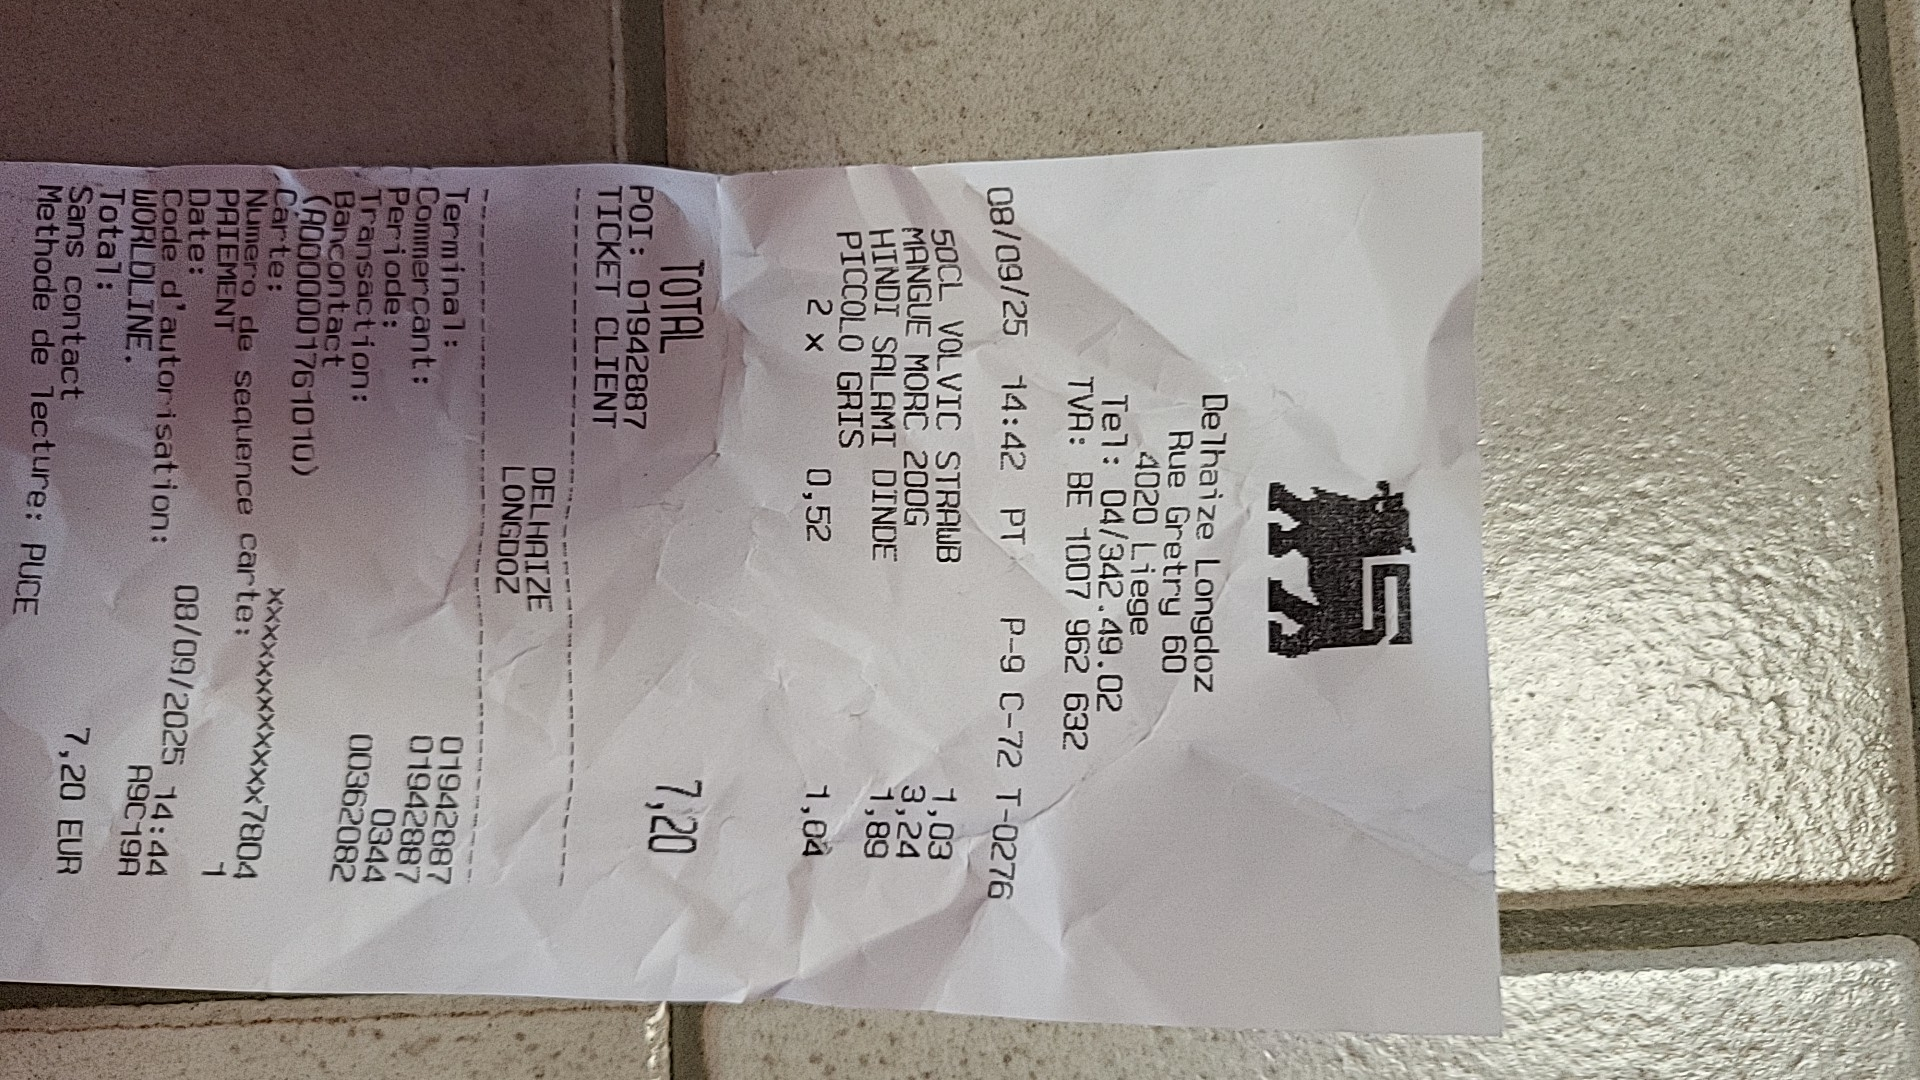 Delhaize Longdoz
Rue Gretry 60
4020 Liege
Tel: 04/342.49.02
TVA: BE 1007 962 632
08/09/25 14:42 PT P-9 C-72 T-0276
50CL VOLVIC STRAWB 1,03
MANGUE MORC 200G 3,24
HINDI SALAMI DINDE 1,89
PICCOLO GRIS
2 x 0,52 1,04
TOTAL 7,20
POI: 01942887
TICKET CLIENT
DELHAIZE
LONGDOZ
Terminal: 01942887
Commercant: 01942887
Periode: 0344
Transaction: 00362082
Bancontact
(A0000001761010)
Carte: xxxxxxxxxxxxx7804
Numero de sequence carte: 1
PAIEMENT
Date: 08/09/2025 14:44
Code d'autorisation: A9C19A
WORLDLINE.
Total: 7,20 EUR
Sans contact
Methode de lecture: PUCE